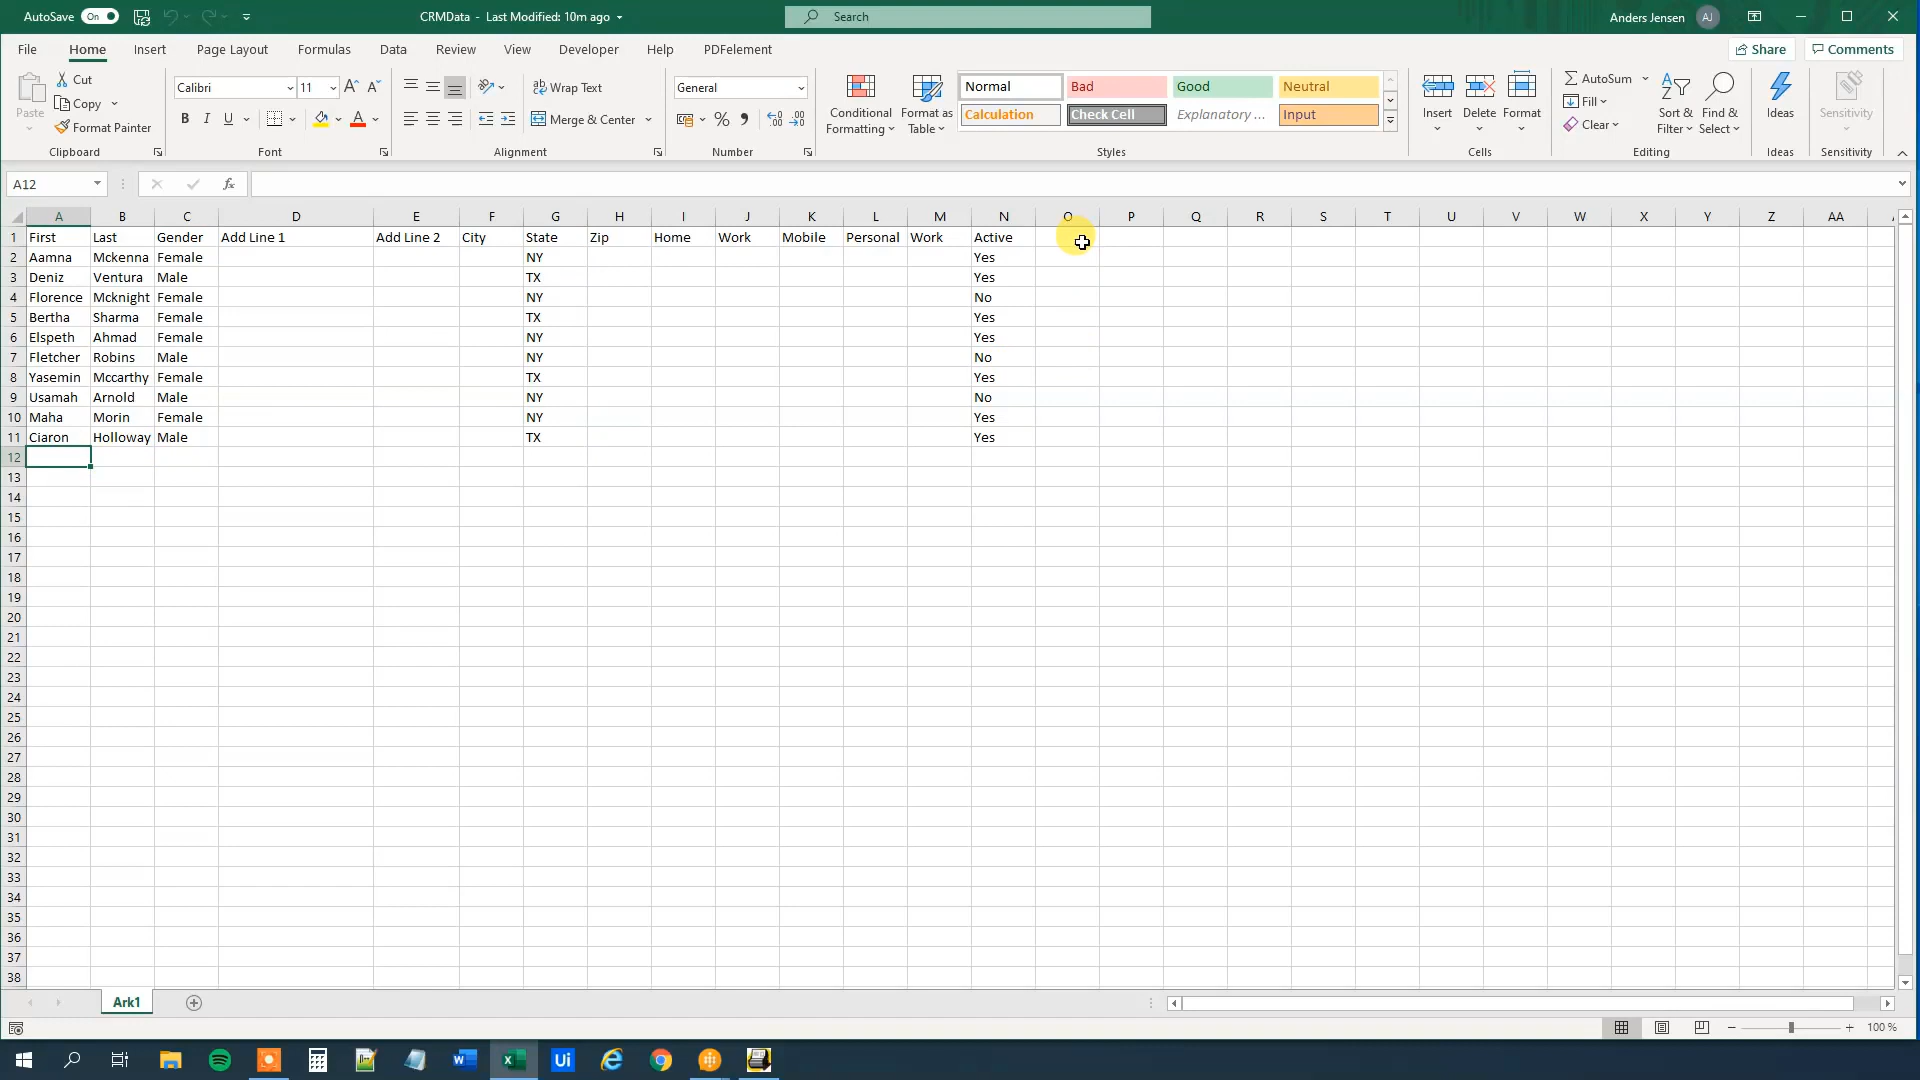 AutoSave On CRMData - Last Modified: 10m ago Search Anders Jensen AJ
File Home Insert Page Layout Formulas Data Review View Developer Help PDFelement Share Comments
Paste Cut Copy Format Painter
Clipboard
Calibri 11 B I U
Font
Wrap Text Merge & Center
Alignment
General %
Number
Conditional Formatting Format as Table
Normal Bad Good Neutral
Calculation Check Cell Explanatory ... Input
Styles
Insert Delete Format
Cells
AutoSum Fill Clear Sort & Filter Find & Select
Editing
Ideas
Ideas
Sensitivity
Sensitivity
A12 fx
A B C D E F G H I J K L M N O P Q R S T U V W X Y Z AA
1 First Last Gender Add Line 1 Add Line 2 City State Zip Home Work Mobile Personal Work Active
2 Aamna Mckenna Female NY Yes
3 Deniz Ventura Male TX Yes
4 Florence Mcknight Female NY No
5 Bertha Sharma Female TX Yes
6 Elspeth Ahmad Female NY Yes
7 Fletcher Robins Male NY No
8 Yasemin Mccarthy Female TX Yes
9 Usamah Arnold Male NY No
10 Maha Morin Female NY Yes
11 Ciaron Holloway Male TX Yes
12
13
14
15
16
17
18
19
20
21
22
23
24
25
26
27
28
29
30
31
32
33
34
35
36
37
38
Ark1
100 %
W X Ui